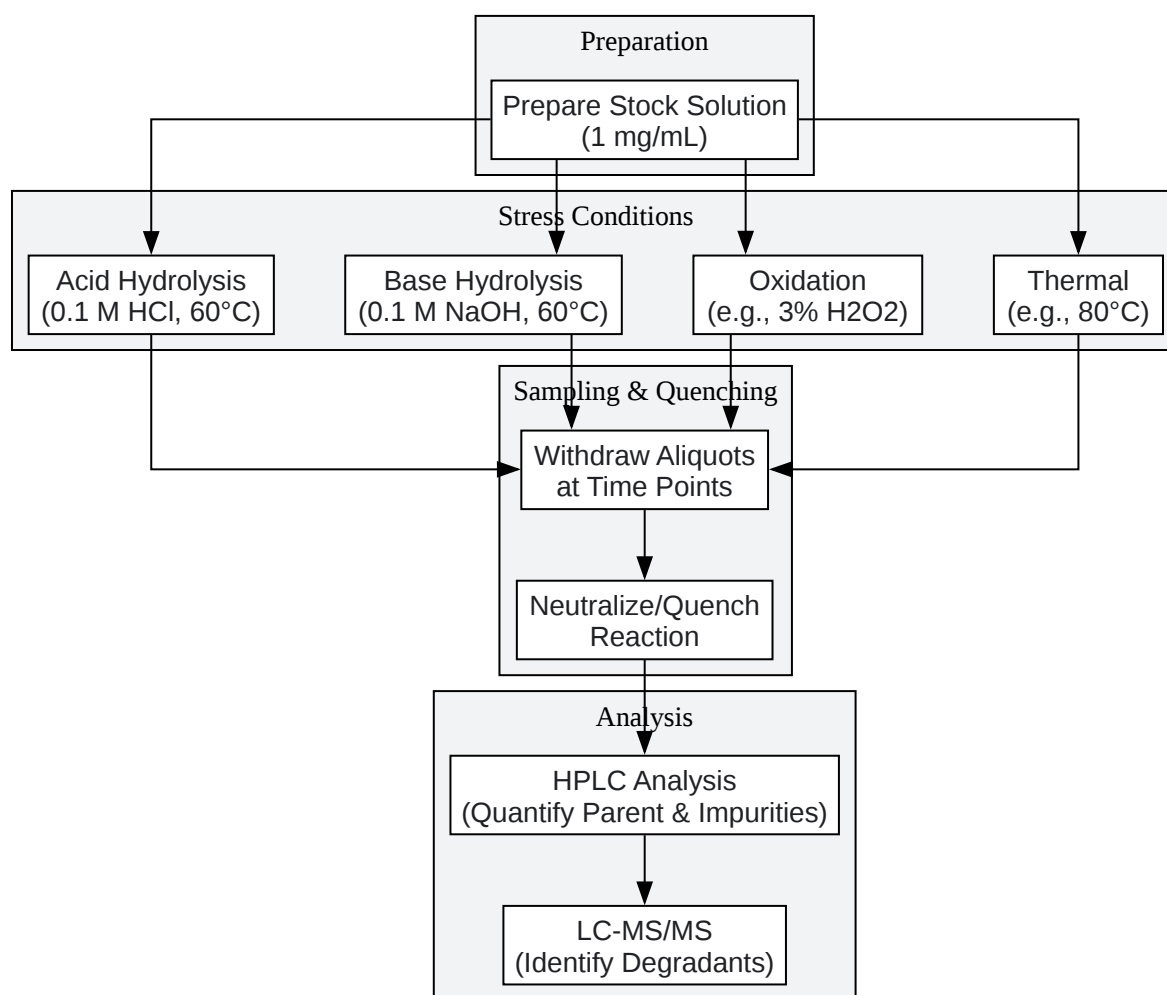 Preparation
Prepare Stock Solution
(1 mg/mL)
Stress Conditions
Acid Hydrolysis
(0.1 M HCl, 60°C)
Base Hydrolysis
(0.1 M NaOH, 60°C)
Oxidation
(e.g., 3% H2O2)
Thermal
(e.g., 80°C)
Sampling & Quenching
Withdraw Aliquots
at Time Points
Neutralize/Quench
Reaction
Analysis
HPLC Analysis
(Quantify Parent & Impurities)
LC-MS/MS
(Identify Degradants)